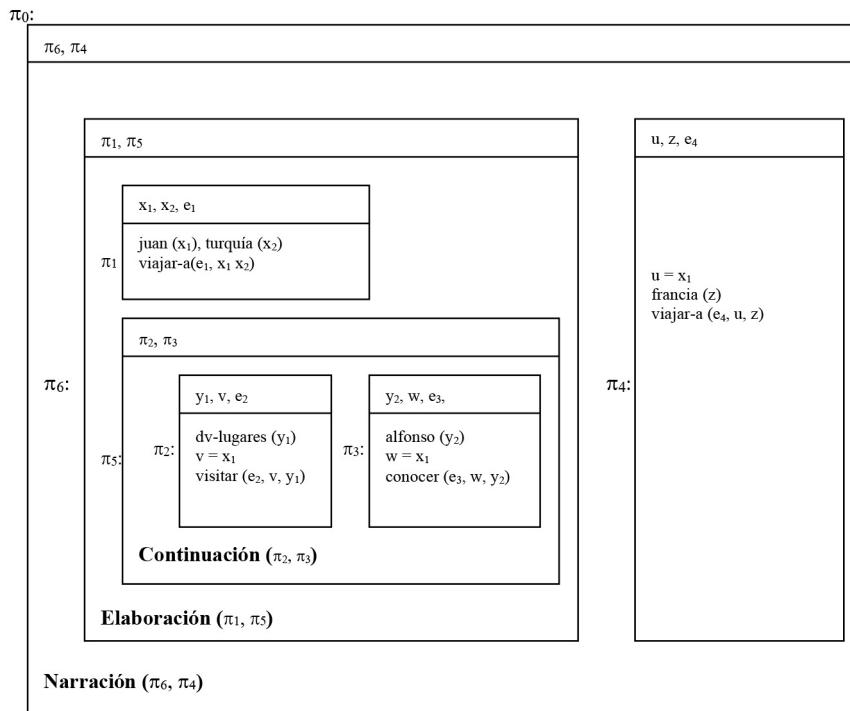 π₀:
π₆, π₄
π₆:
π₁, π₅
π₁
x₁, x₂, e₁
juan (x₁), turquía (x₂)
viajar-a(e₁, x₁ x₂)
π₅:
π₂, π₃
π₂:
y₁, v, e₂
dv-lugares (y₁)
v = x₁
visitar (e₂, v, y₁)
π₃:
y₂, w, e₃,
alfonso (y₂)
w = x₁
conocer (e₃, w, y₂)
Continuación (π₂, π₃)
Elaboración (π₁, π₅)
π₄:
u, z, e₄
u = x₁
francia (z)
viajar-a (e₄, u, z)
Narración (π₆, π₄)